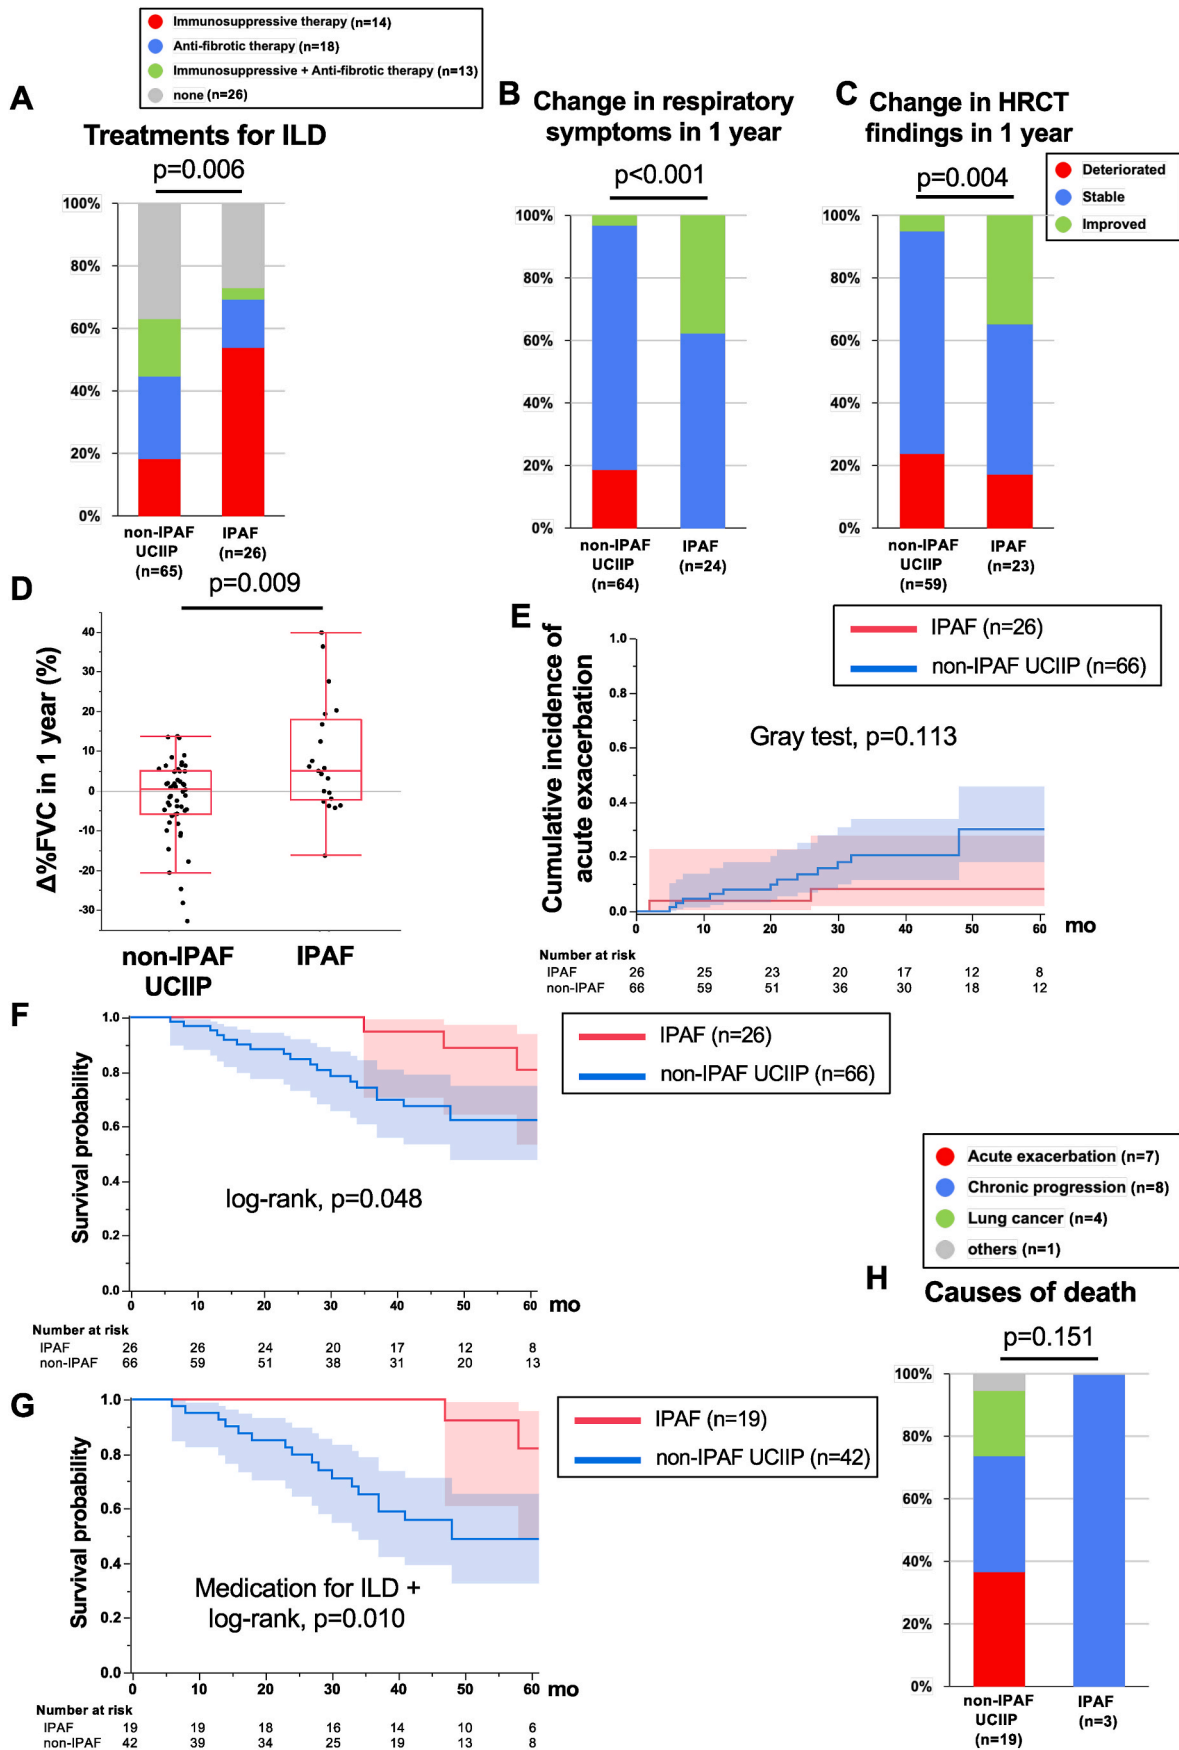 Immunosuppressive therapy (n=14)
Anti-fibrotic therapy (n=18)
Immunosuppressive + Anti-fibrotic therapy (n=13)
none (n=26)
A
Treatments for ILD
p=0.006
100%
80%
60%
40%
20%
0%
non-IPAF
UCIIP
(n=65)
IPAF
(n=26)
B
Change in respiratory
symptoms in 1 year
p<0.001
100%
80%
60%
40%
20%
0%
non-IPAF
UCIIP
(n=64)
IPAF
(n=24)
C
Change in HRCT
findings in 1 year
p=0.004
Deteriorated
Stable
Improved
100%
80%
60%
40%
20%
0%
non-IPAF
UCIIP
(n=59)
IPAF
(n=23)
D
p=0.009
Δ%FVC in 1 year (%)
40
30
20
10
0
-10
-20
-30
non-IPAF
UCIIP
IPAF
E
Cumulative incidence of
acute exacerbation
IPAF (n=26)
non-IPAF UCIIP (n=66)
Gray test, p=0.113
1.0
0.8
0.6
0.4
0.2
0.0
0 10 20 30 40 50 60 mo
Number at risk
IPAF 26 25 23 20 17 12 8
non-IPAF 66 59 51 36 30 18 12
F
Survival probability
IPAF (n=26)
non-IPAF UCIIP (n=66)
log-rank, p=0.048
1.0
0.8
0.6
0.4
0.2
0.0
0 10 20 30 40 50 60 mo
Number at risk
IPAF 26 26 24 20 17 12 8
non-IPAF 66 59 51 38 31 20 13
G
Survival probability
IPAF (n=19)
non-IPAF UCIIP (n=42)
Medication for ILD +
log-rank, p=0.010
1.0
0.8
0.6
0.4
0.2
0.0
0 10 20 30 40 50 60 mo
Number at risk
IPAF 19 19 18 16 14 10 6
non-IPAF 42 39 34 25 19 13 8
Acute exacerbation (n=7)
Chronic progression (n=8)
Lung cancer (n=4)
others (n=1)
H
Causes of death
p=0.151
100%
80%
60%
40%
20%
0%
non-IPAF
UCIIP
(n=19)
IPAF
(n=3)